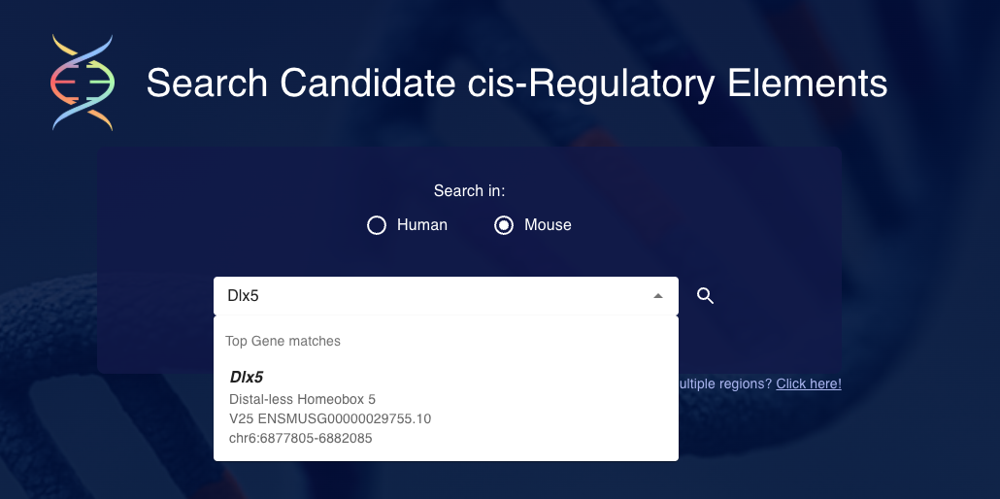 Search Candidate cis-Regulatory Elements
Search in:
Human
Mouse
Dlx5
Top Gene matches
Dlx5
Distal-less Homeobox 5
V25 ENSMUSG00000029755.10
chr6:6877805-6882085
ultiple regions? Click here!